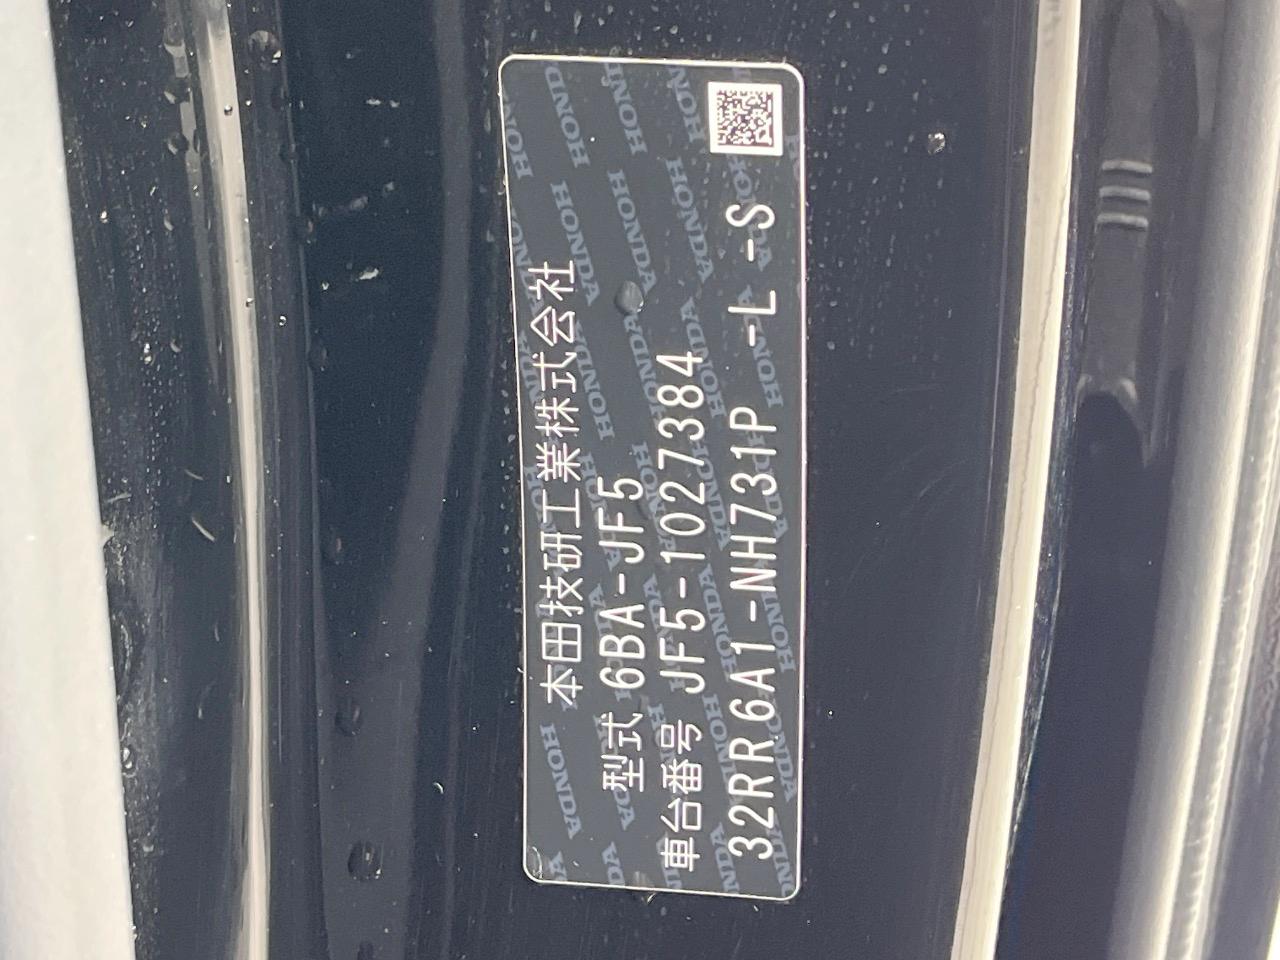 本田技研工業株式会社
型式 6BA-JF5
車台番号 JF5-1027384
32RR6A1-NH731P -L -S